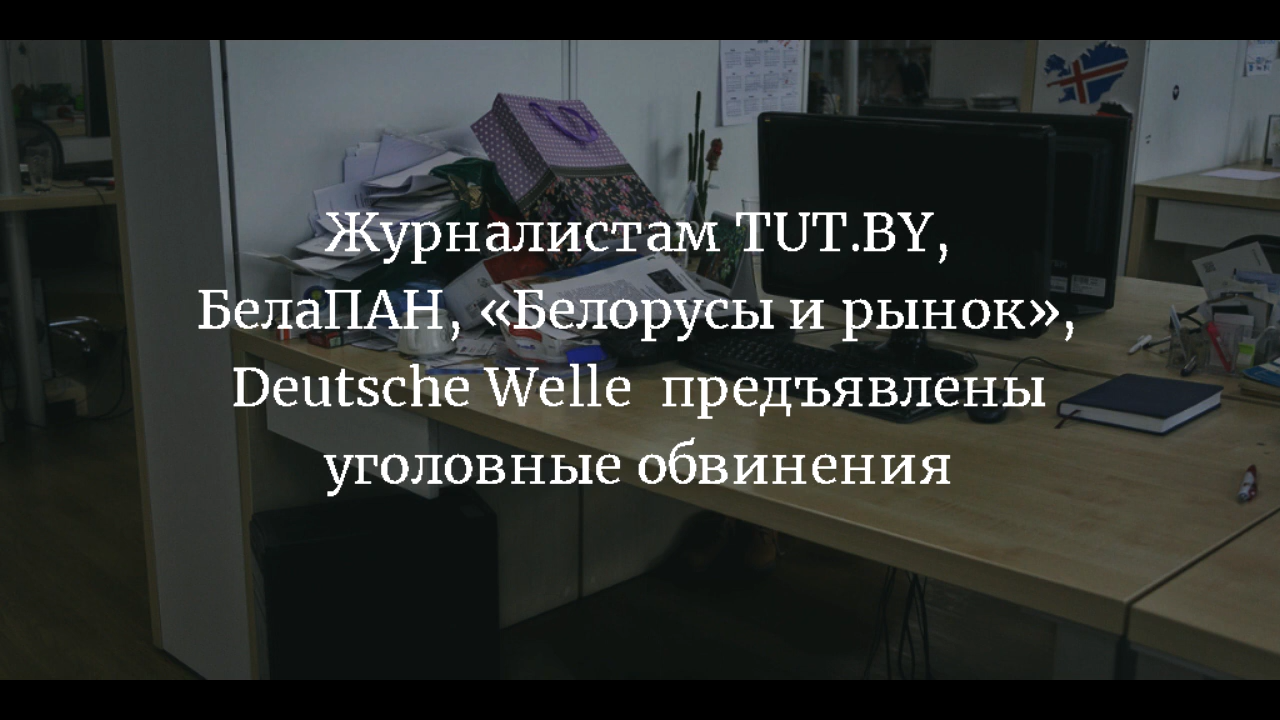 Журналистам TUT.BY,
БелаПАН, «Белорусы и рынок»,
Deutsche Welle предъявлены
уголовные обвинения